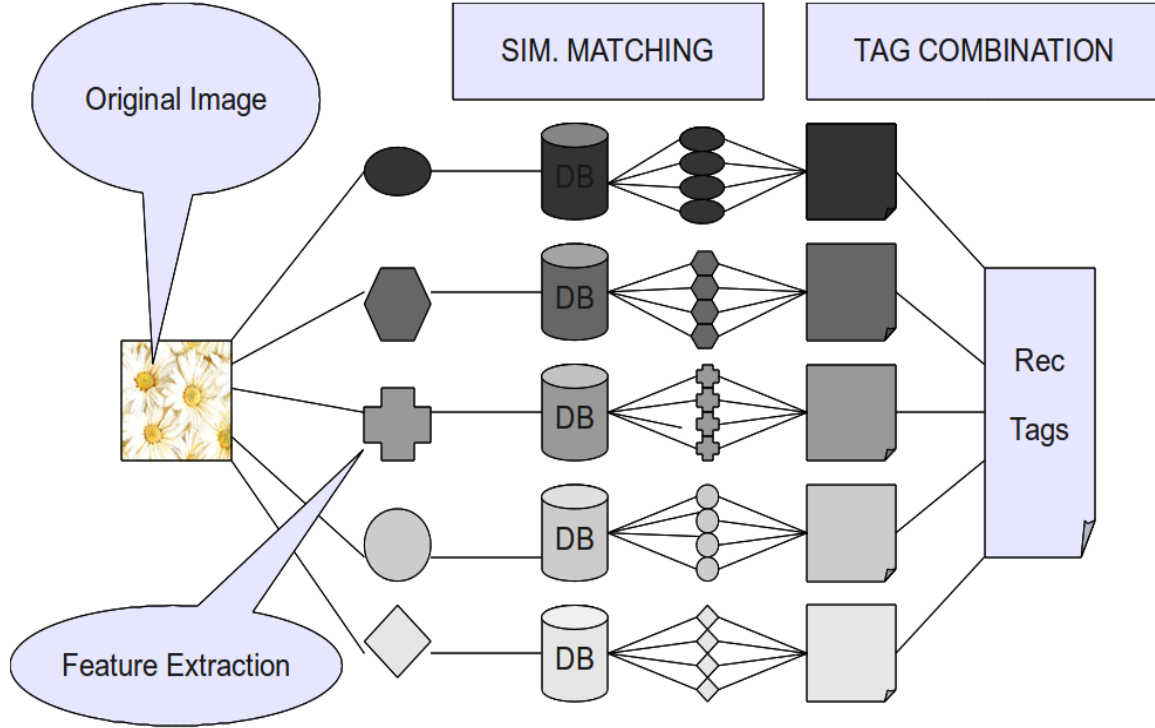 Original Image
SIM. MATCHING
TAG COMBINATION
DB
DB
DB
DB
DB
Rec
Tags
Feature Extraction